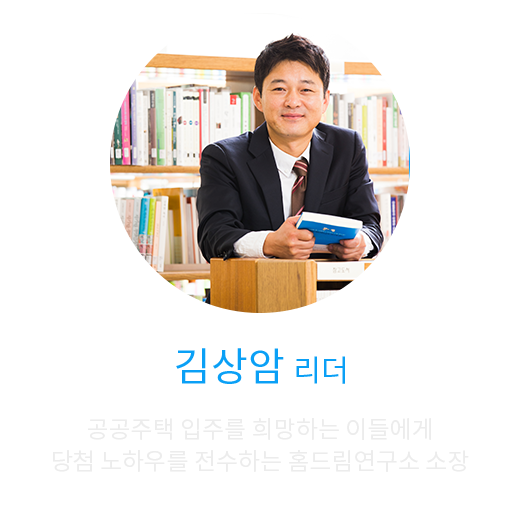 김상암 리더
공공주택 입주를 희망하는 이들에게
당첨 노하우를 전수하는 홈드림연구소 소장